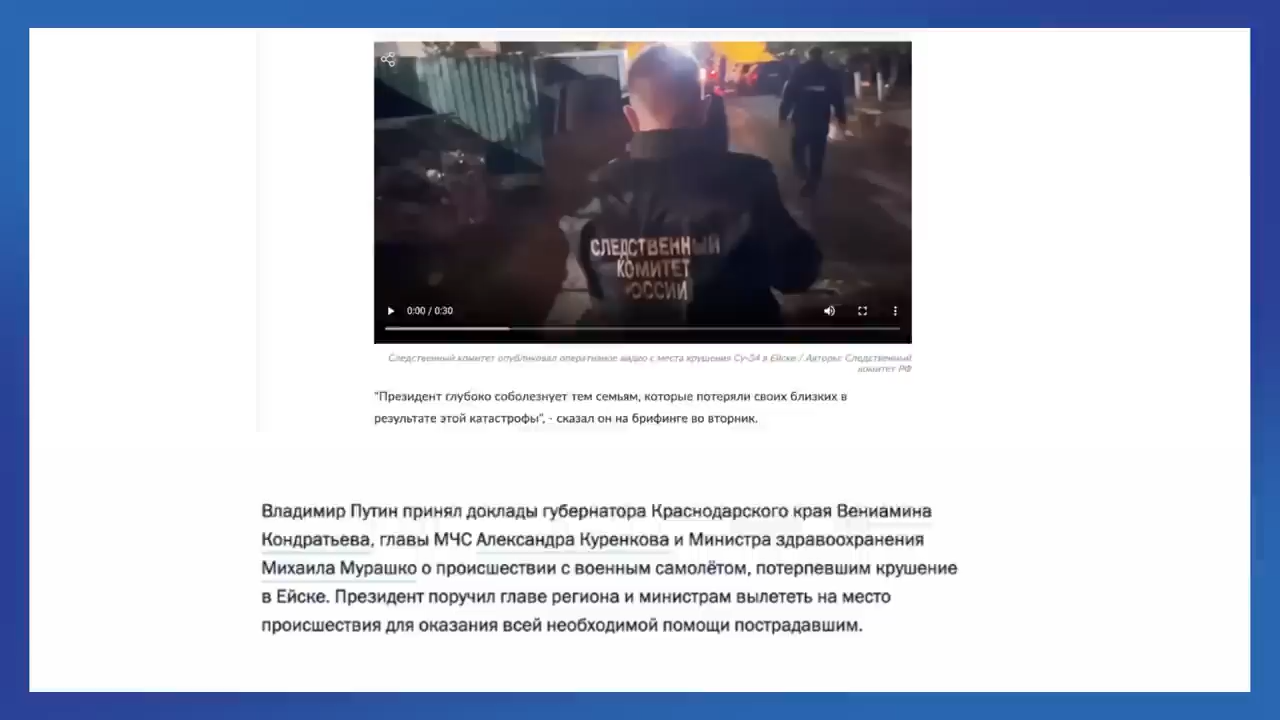 СЛЕДСТВЕННЫЙ
КОМИТЕТ
РОССИИ
0:00 / 0:30
Следственный комитет опубликовал оперативное видео с места крушения Су-34 в Ейске / Авторы: Следственный
комитет РФ
"Президент глубоко соболезнует тем семьям, которые потеряли своих близких в
результате этой катастрофы", - сказал он на брифинге во вторник.
Владимир Путин принял доклады губернатора Краснодарского края Вениамина
Кондратьева, главы МЧС Александра Куренкова и Министра здравоохранения
Михаила Мурашко о происшествии с военным самолётом, потерпевшим крушение
в Ейске. Президент поручил главе региона и министрам вылететь на место
происшествия для оказания всей необходимой помощи пострадавшим.